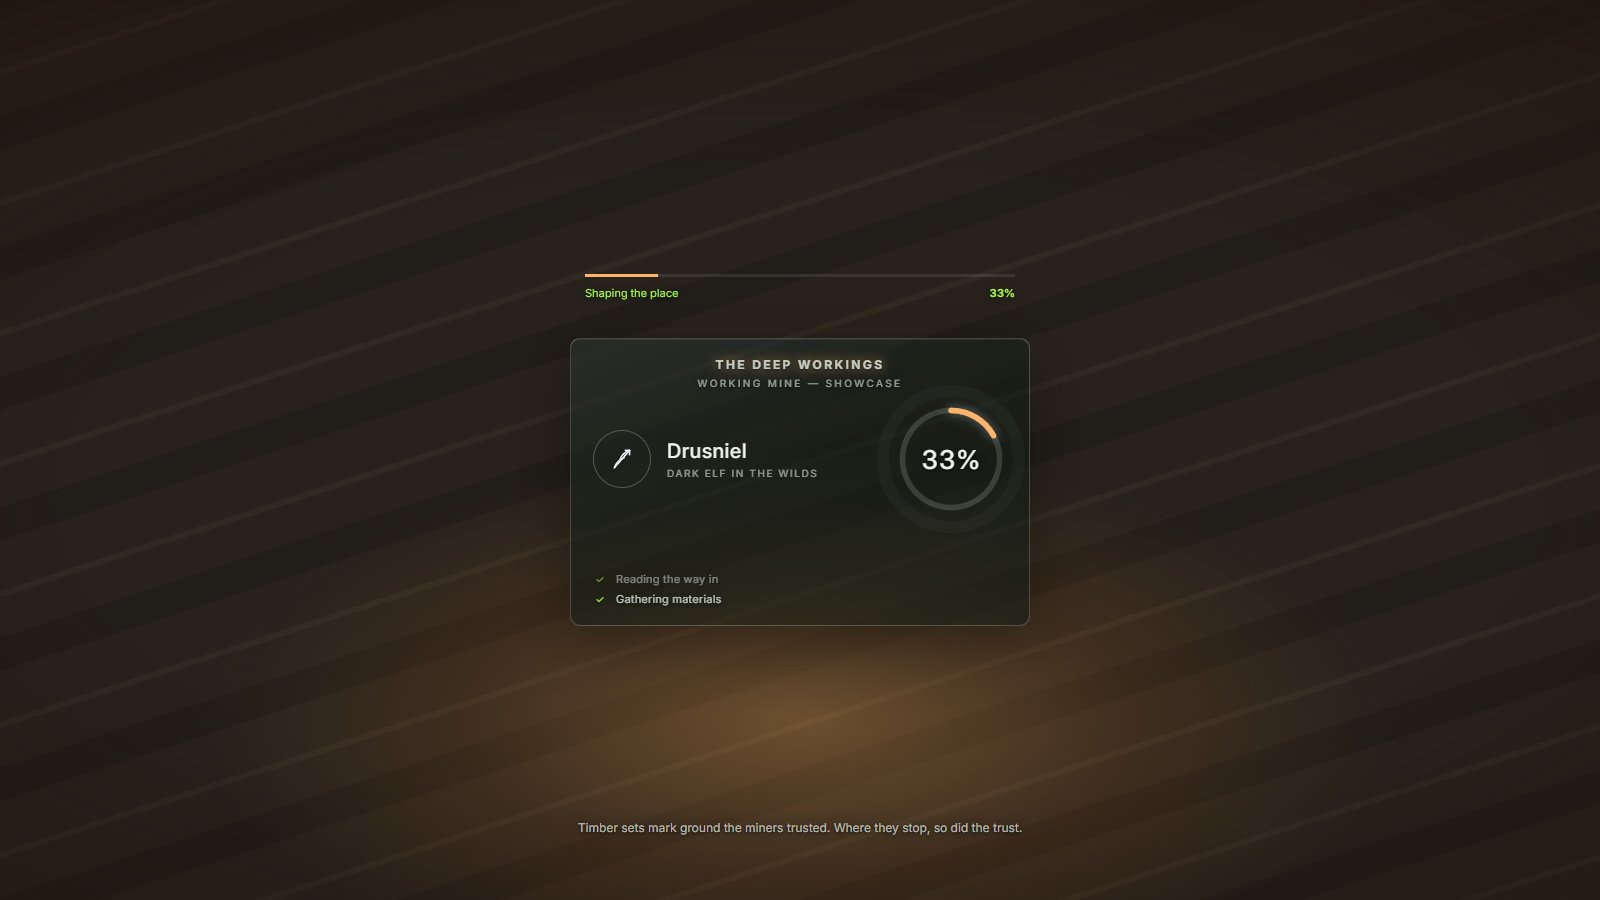 Shaping the place 33%
THE DEEP WORKINGS
WORKING MINE — SHOWCASE
Drusniel
DARK ELF IN THE WILDS
33%
Reading the way in
Gathering materials
Timber sets mark ground the miners trusted. Where they stop, so did the trust.